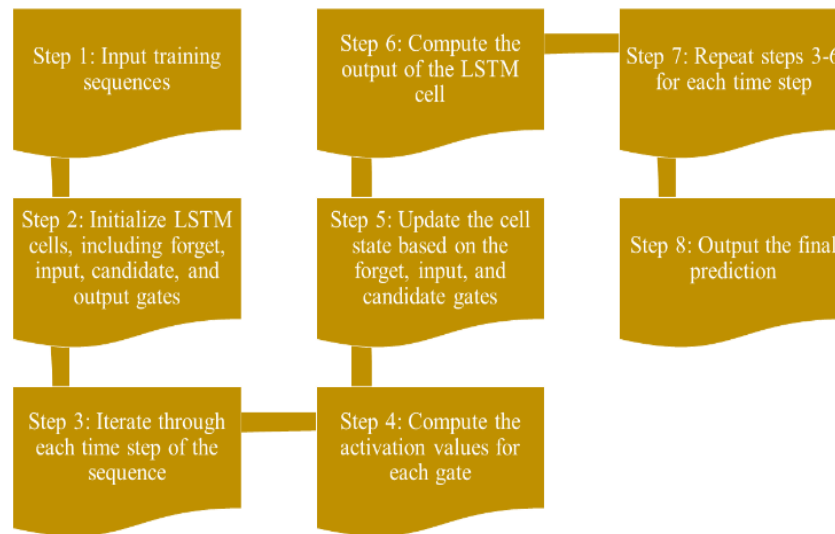 Step 1: Input training
sequences
Step 2: Initialize LSTM
cells, including forget,
input, candidate, and
output gates
Step 3: Iterate through
each time step of the
sequence
Step 4: Compute the
activation values for
each gate
Step 5: Update the cell
state based on the
forget, input, and
candidate gates
Step 6: Compute the
output of the LSTM
cell
Step 7: Repeat steps 3-6
for each time step
Step 8: Output the final
prediction